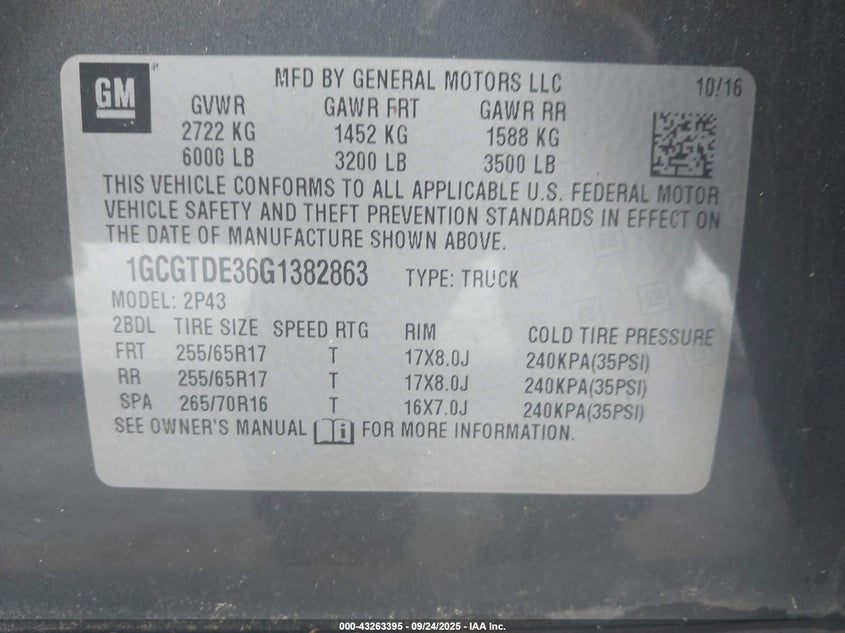 GM
MFD BY GENERAL MOTORS LLC 10/16
GVWR GAWR FRT GAWR RR
2722 KG 1452 KG 1588 KG
6000 LB 3200 LB 3500 LB
THIS VEHICLE CONFORMS TO ALL APPLICABLE U.S. FEDERAL MOTOR
VEHICLE SAFETY AND THEFT PREVENTION STANDARDS IN EFFECT ON
THE DATE OF MANUFACTURE SHOWN ABOVE.
1GCGTDE36G1382863 TYPE: TRUCK
MODEL: 2P43
2BDL TIRE SIZE SPEED RTG RIM COLD TIRE PRESSURE
FRT 255/65R17 T 17X8.0J 240KPA(35PSI)
RR 255/65R17 T 17X8.0J 240KPA(35PSI)
SPA 265/70R16 T 16X7.0J 240KPA(35PSI)
SEE OWNER'S MANUAL i FOR MORE INFORMATION.
000-43263395 - 09/24/2025 - IAA Inc.